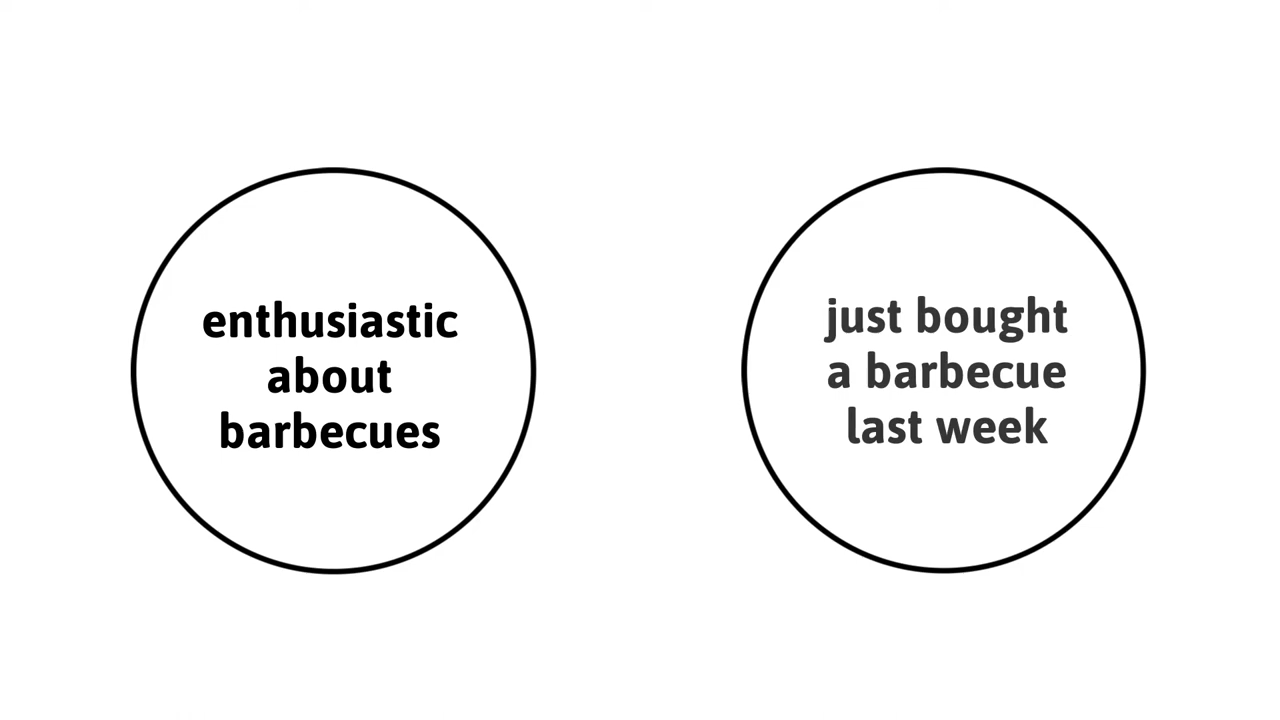 enthusiastic
about
barbecues
just bought
a barbecue
last week